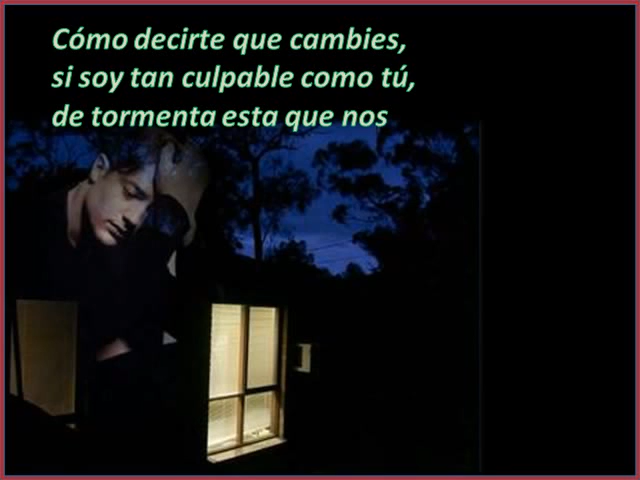 Cómo decirte que cambies,
si soy tan culpable como tú,
de tormenta esta que nos